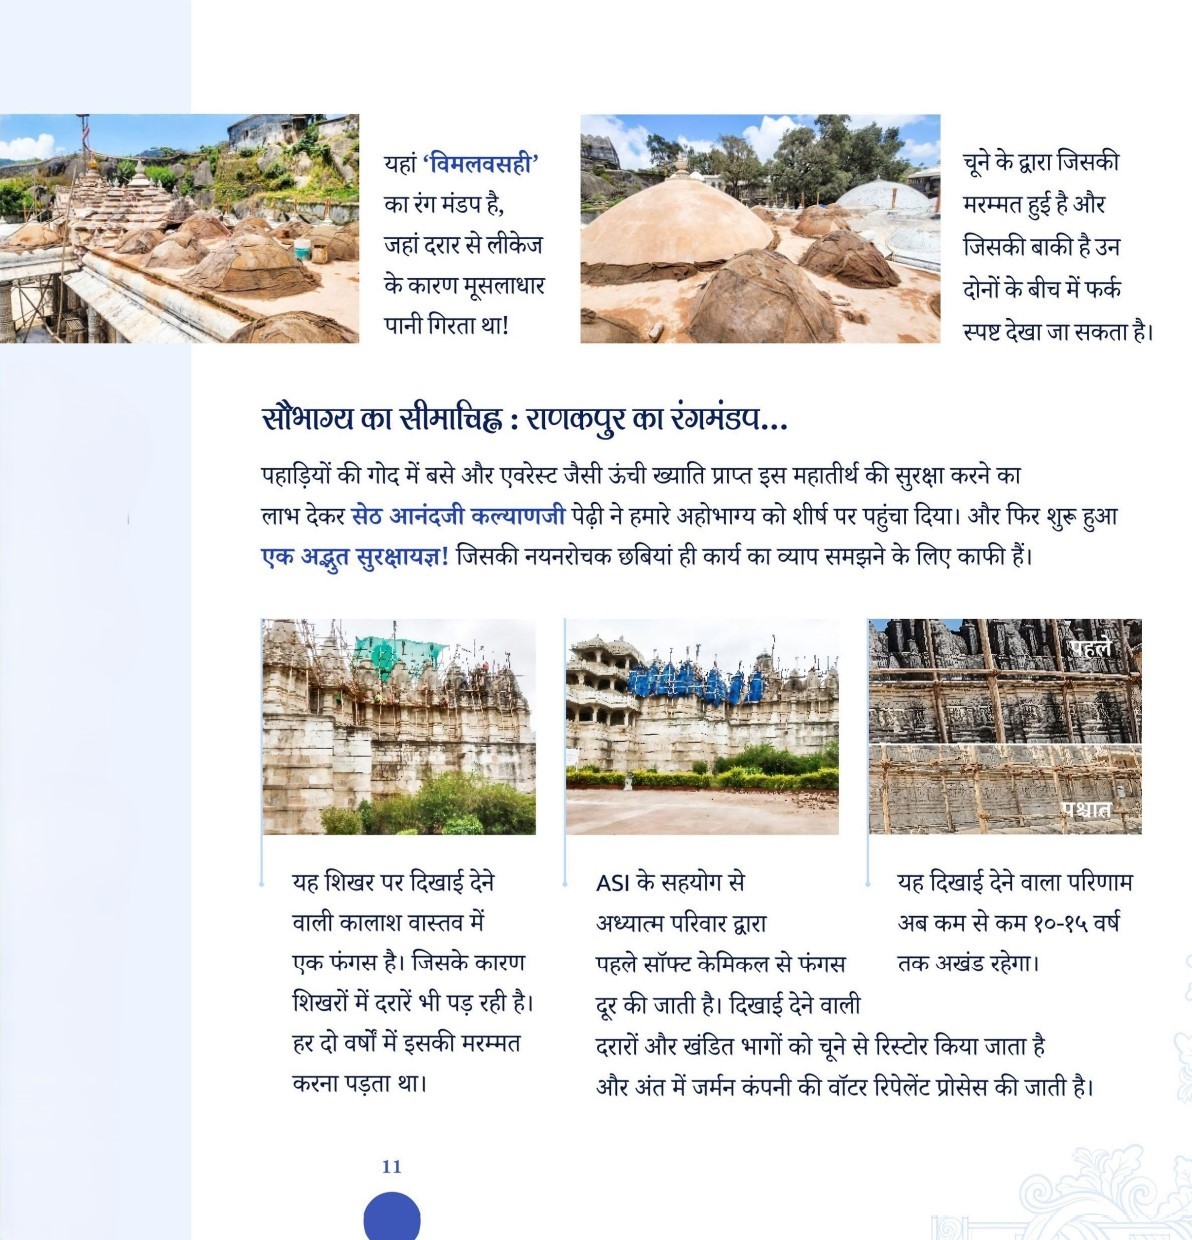 यहां ‘विमलवसही’
का रंग मंडप है,
जहां दरार से लीकेज
के कारण मूसलाधार
पानी गिरता था!
चूने के द्वारा जिसकी
मरम्मत हुई है और
जिसकी बाकी है उन
दोनों के बीच में फर्क
स्पष्ट देखा जा सकता है।
सौभाग्य का सीमाचिह्न : राणकपुर का रंगमंडप...
पहाड़ियों की गोद में बसे और एवरेस्ट जैसी ऊंची ख्याति प्राप्त इस महातीर्थ की सुरक्षा करने का
लाभ देकर सेठ आनंदजी कल्याणजी पेढ़ी ने हमारे अहोभाग्य को शीर्ष पर पहुंचा दिया। और फिर शुरू हुआ
एक अद्भुत सुरक्षायज्ञ! जिसकी नयनरोचक छबियां ही कार्य का व्याप समझने के लिए काफी हैं।
पहले
पश्चात
यह शिखर पर दिखाई देने
वाली कालाश वास्तव में
एक फंगस है। जिसके कारण
शिखरों में दरारें भी पड़ रही है।
हर दो वर्षों में इसकी मरम्मत
करना पड़ता था।
ASI के सहयोग से
अध्यात्म परिवार द्वारा
पहले सॉफ्ट केमिकल से फंगस
दूर की जाती है। दिखाई देने वाली
दरारों और खंडित भागों को चूने से रिस्टोर किया जाता है
और अंत में जर्मन कंपनी की वॉटर रिपेलेंट प्रोसेस की जाती है।
यह दिखाई देने वाला परिणाम
अब कम से कम १०-१५ वर्ष
तक अखंड रहेगा।
11